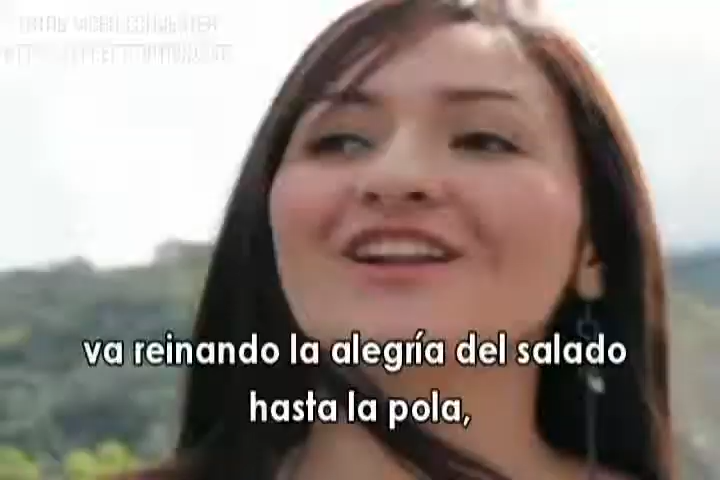 va reinando la alegría del salado
hasta la pola,